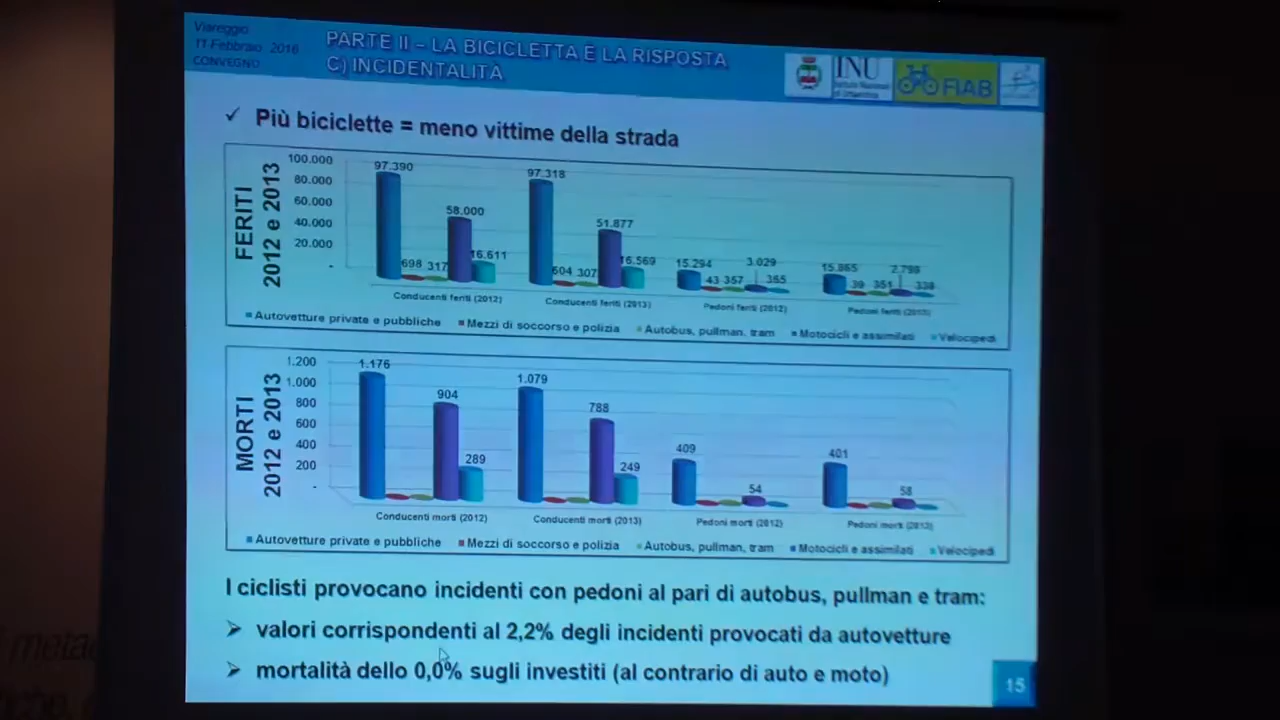 Viareggio
11 Febbraio 2016
CONVEGNO
PARTE II – LA BICICLETTA È LA RISPOSTA
C) INCIDENTALITÀ
INU
Istituto Nazionale
di Urbanistica
FIAB
✓ Più biciclette = meno vittime della strada
FERITI
2012 e 2013
100.000
80.000
60.000
40.000
20.000
-
97.390
698 317
58.000
16.611
97.318
604 307
51.877
16.569
15.294
43 357
3.029
365
15.865
39 351
338
Conducenti feriti (2012)
Conducenti feriti (2013)
Pedoni feriti (2012)
Pedoni feriti (2013)
Autovetture private e pubbliche
Mezzi di soccorso e polizia
Autobus, pullman, tram
Motocicli e assimilati
Velocipedi
MORTI
2012 e 2013
1.200
1.000
800
600
400
200
-
1.176
904
289
1.079
788
249
409
54
401
58
Conducenti morti (2012)
Conducenti morti (2013)
Pedoni morti (2012)
Pedoni morti (2013)
Autovetture private e pubbliche
Mezzi di soccorso e polizia
Autobus, pullman, tram
Motocicli e assimilati
Velocipedi
I ciclisti provocano incidenti con pedoni al pari di autobus, pullman e tram:
➢ valori corrispondenti al 2,2% degli incidenti provocati da autovetture
➢ mortalità dello 0,0% sugli investiti (al contrario di auto e moto)
15